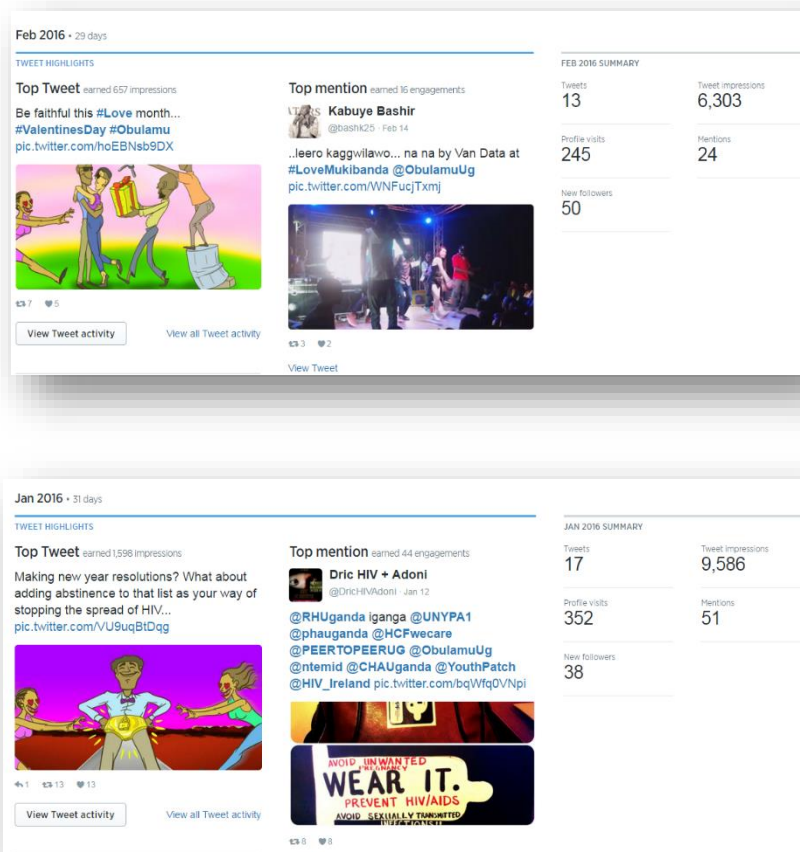 Feb 2016 • 29 days
TWEET HIGHLIGHTS
Top Tweet earned 657 impressions
Be faithful this #Love month...
#ValentinesDay #Obulamu
pic.twitter.com/hoEBNsb9DX
7 5
View Tweet activity
View all Tweet activity
Top mention earned 16 engagements
Kabuye Bashir
@bashk25 · Feb 14
..leero kaggwilawo... na na by Van Data at
#LoveMukibanda @ObulamuUg
pic.twitter.com/WNFucjTxmj
3 2
View Tweet
FEB 2016 SUMMARY
Tweets
13
Tweet impressions
6,303
Profile visits
245
Mentions
24
New followers
50
Jan 2016 • 31 days
TWEET HIGHLIGHTS
Top Tweet earned 1,598 impressions
Making new year resolutions? What about
adding abstinence to that list as your way of
stopping the spread of HIV...
pic.twitter.com/VU9uqBtDqg
1 13 13
View Tweet activity
View all Tweet activity
Top mention earned 44 engagements
Dric HIV + Adoni
@DricHIVAdoni · Jan 12
@RHUganda iganga @UNYPA1
@phauganda @HCFwecare
@PEERTOPEERUG @ObulamuUg
@ntemid @CHAUganda @YouthPatch
@HIV_Ireland pic.twitter.com/bqWfq0VNpi
AVOID UNWANTED
PREGNANCY
WEAR IT.
PREVENT HIV/AIDS
AVOID SEXUALLY TRANSMITTED
INFECTIONS!!
8 8
JAN 2016 SUMMARY
Tweets
17
Tweet impressions
9,586
Profile visits
352
Mentions
51
New followers
38